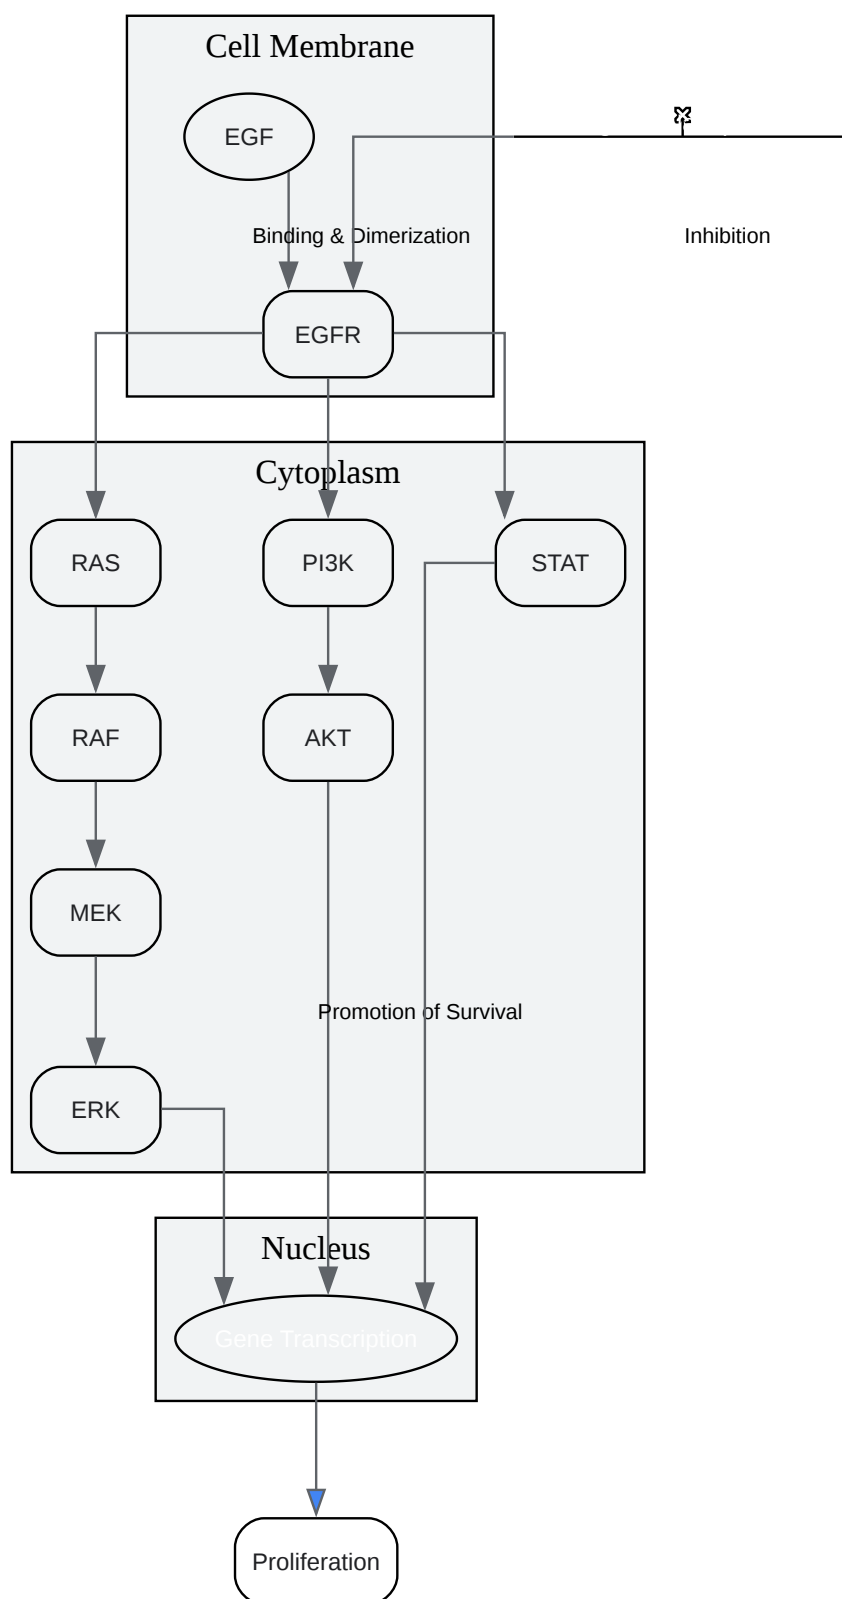 Cell Membrane
EGF
Binding & Dimerization
Inhibition
EGFR
Cytoplasm
RAS
PI3K
STAT
RAF
AKT
MEK
Promotion of Survival
ERK
Nucleus
Gene Transcription
Proliferation